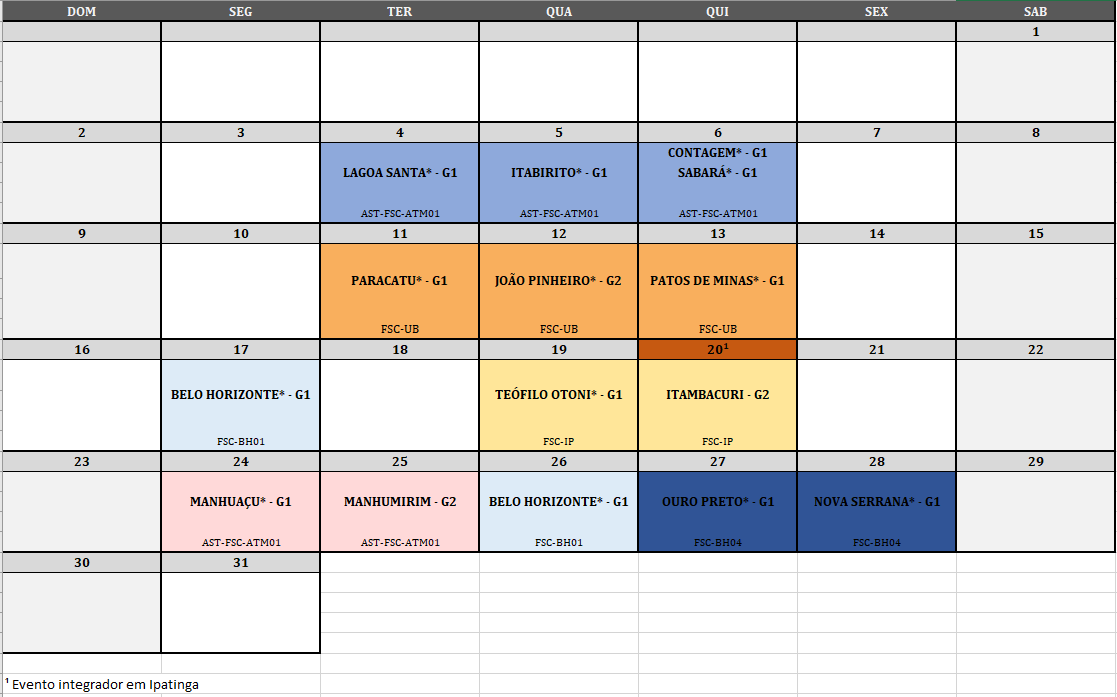 DOM SEG TER QUA QUI SEX SAB
1
2 3 4 5 6 7 8
CONTAGEM* - G1
LAGOA SANTA* - G1 ITABIRITO* - G1 SABARÁ* - G1
AST-FSC-ATM01 AST-FSC-ATM01 AST-FSC-ATM01
9 10 11 12 13 14 15
PARACATU* - G1 JOÃO PINHEIRO* - G2 PATOS DE MINAS* - G1
FSC-UB FSC-UB FSC-UB
16 17 18 19 20¹ 21 22
BELO HORIZONTE* - G1 TEÓFILO OTONI* - G1 ITAMBACURI - G2
FSC-BH01 FSC-IP FSC-IP
23 24 25 26 27 28 29
MANHUAÇU* - G1 MANHUMIRIM - G2 BELO HORIZONTE* - G1 OURO PRETO* - G1 NOVA SERRANA* - G1
AST-FSC-ATM01 AST-FSC-ATM01 FSC-BH01 FSC-BH04 FSC-BH04
30 31
¹ Evento integrador em Ipatinga